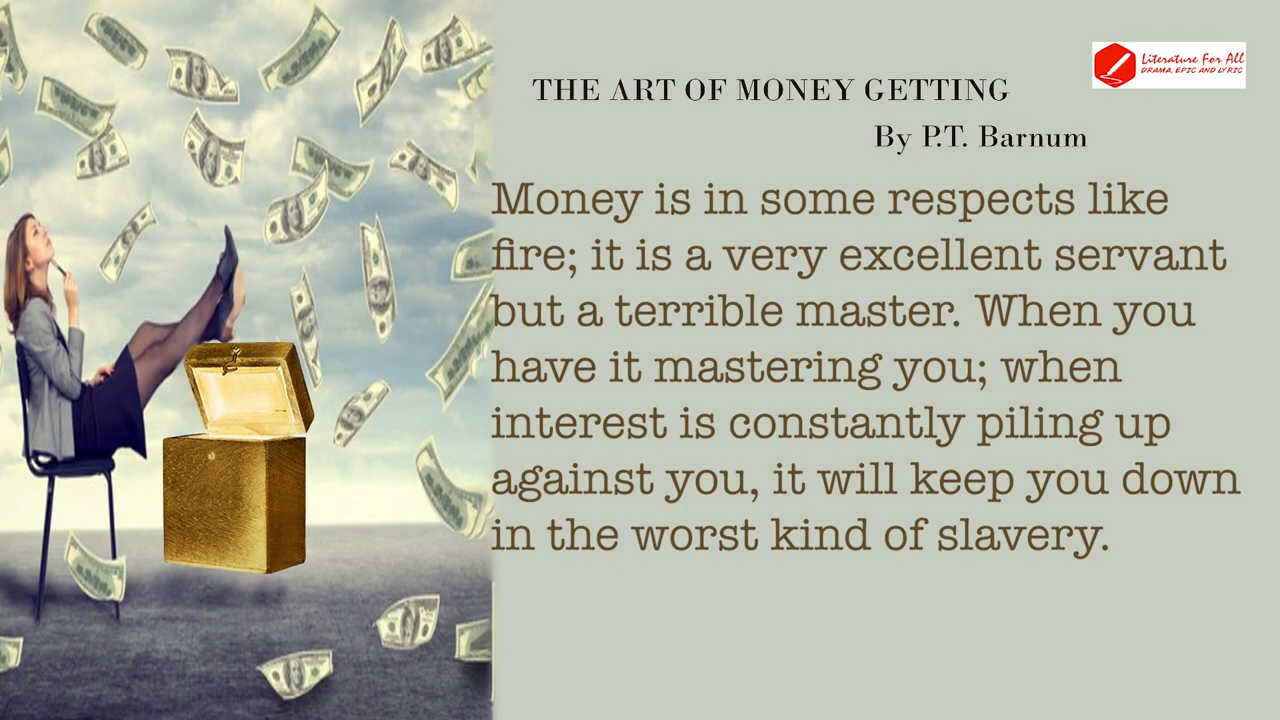 THE ART OF MONEY GETTING
Literature For All
DRAMA, EPIC AND LYRIC
By P.T. Barnum
Money is in some respects like
fire; it is a very excellent servant
but a terrible master. When you
have it mastering you; when
interest is constantly piling up
against you, it will keep you down
in the worst kind of slavery.